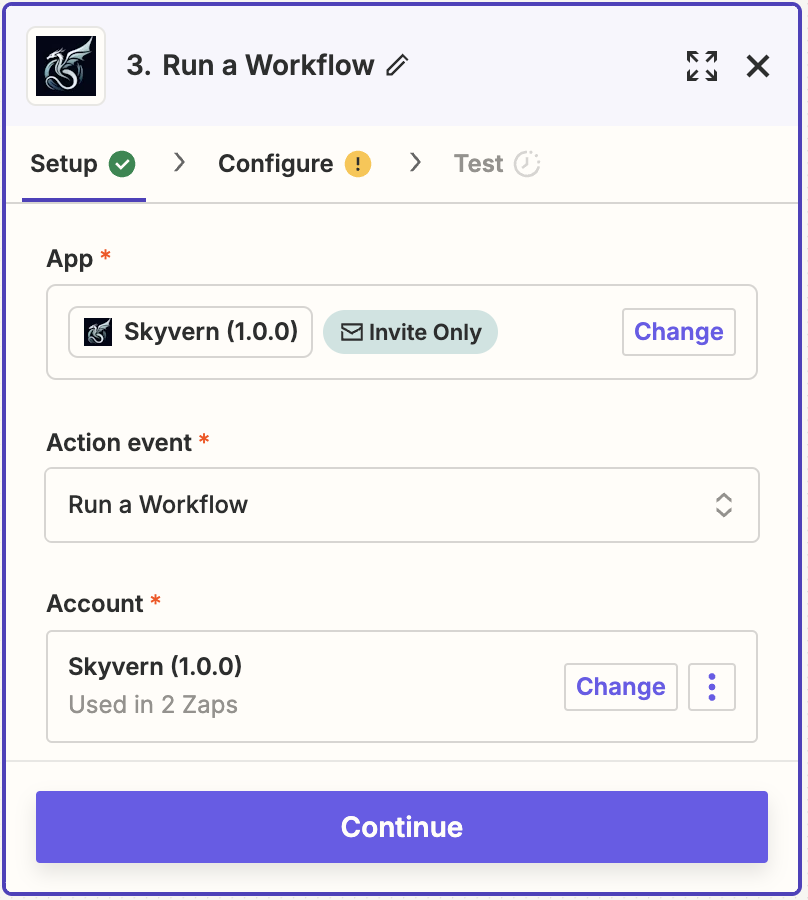 3. Run a Workflow
Setup Configure ! Test
App *
Skyvern (1.0.0) Invite Only Change
Action event *
Run a Workflow
Account *
Skyvern (1.0.0)
Used in 2 Zaps
Change
Continue